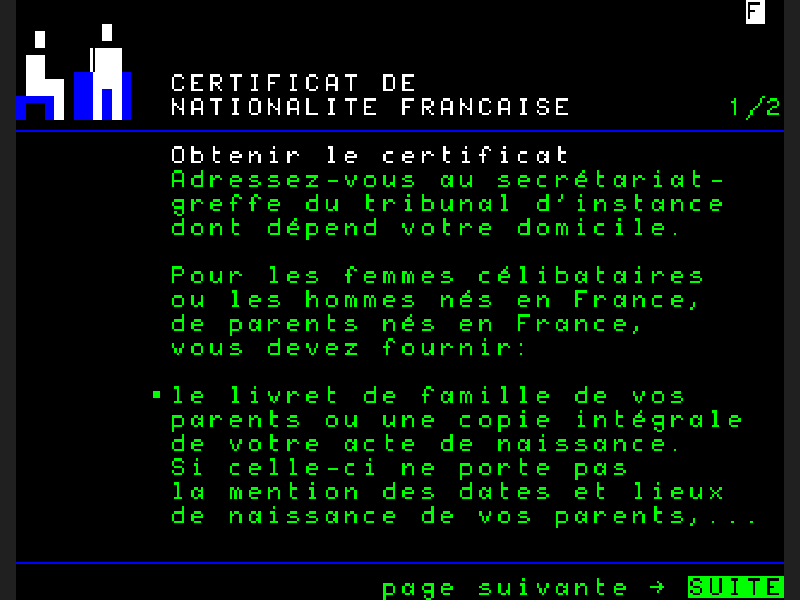 F
CERTIFICAT DE
NATIONALITE FRANCAISE 1/2
Obtenir le certificat
Adressez-vous au secrétariat-
greffe du tribunal d'instance
dont dépend votre domicile.
Pour les femmes célibataires
ou les hommes nés en France,
de parents nés en France,
vous devez fournir:
▪le livret de famille de vos
parents ou une copie intégrale
de votre acte de naissance.
Si celle-ci ne porte pas
la mention des dates et lieux
de naissance de vos parents,...
page suivante → SUITE